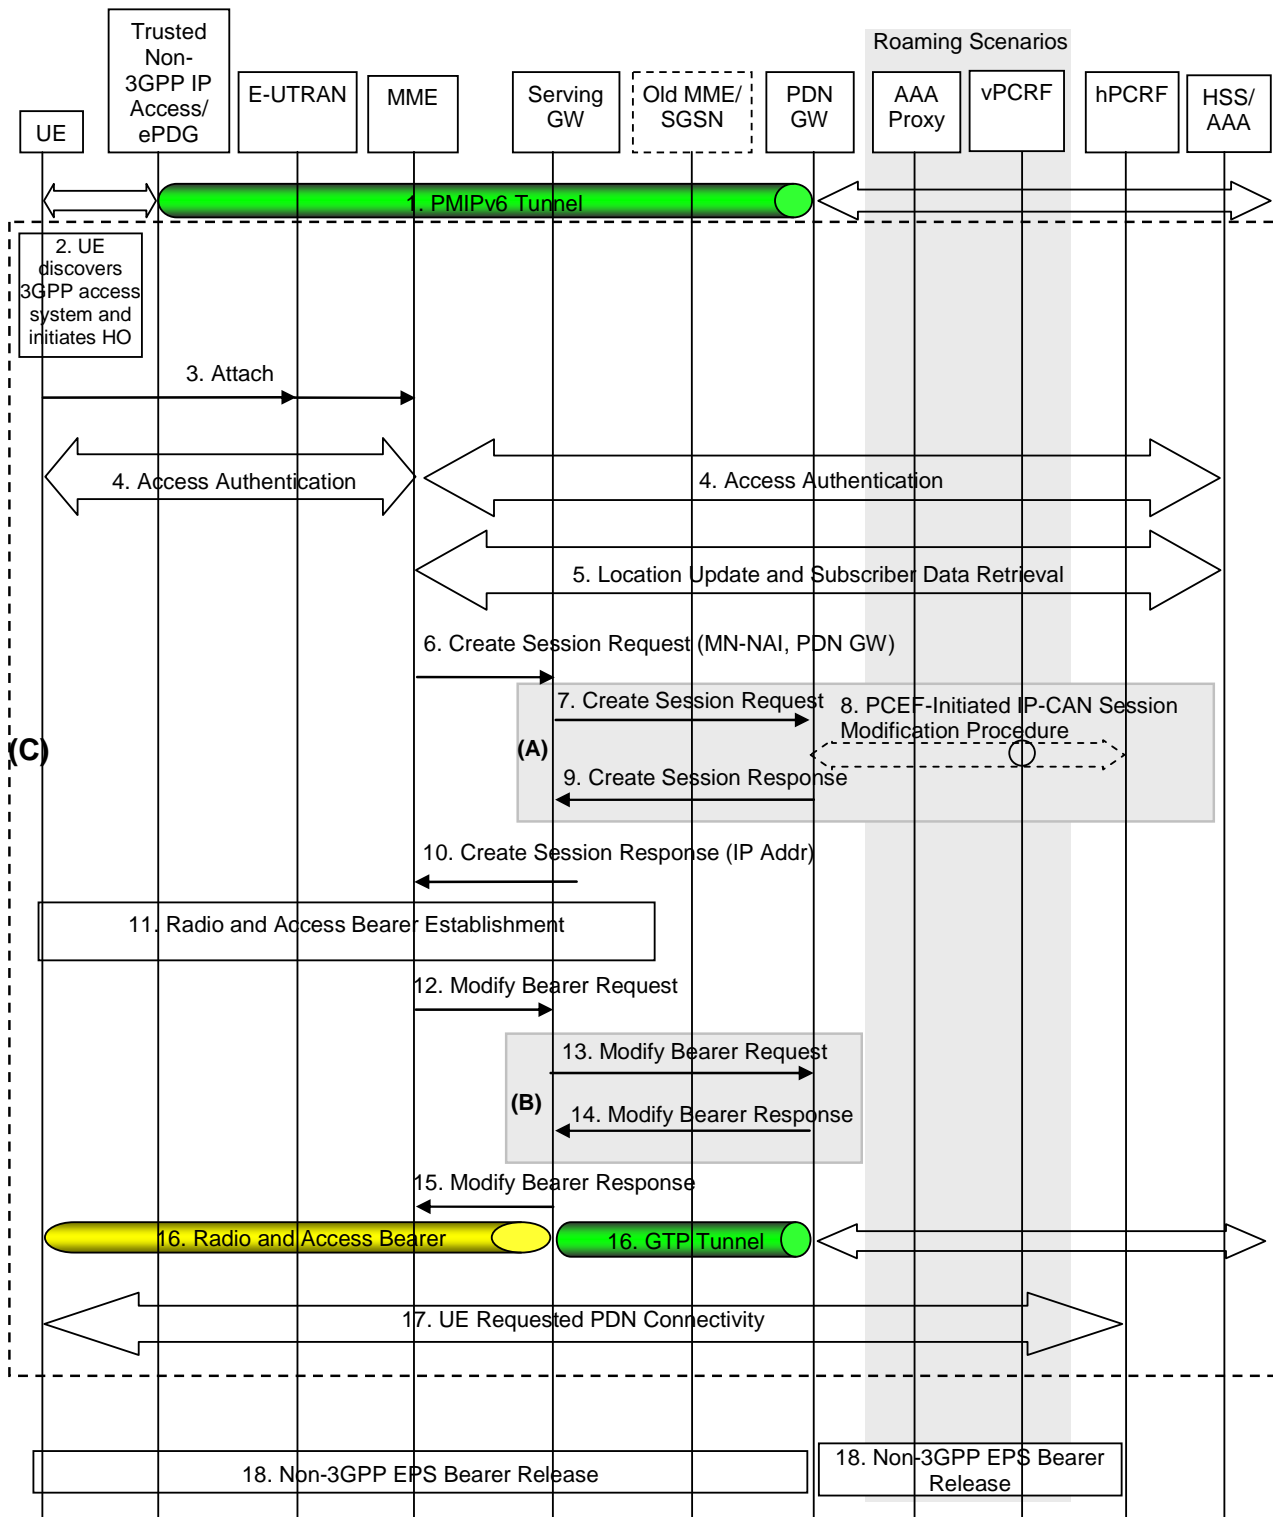 Roaming Scenarios
UE
Trusted
Non-
3GPP IP
Access/
ePDG
E-UTRAN
MME
Serving
GW
Old MME/
SGSN
PDN
GW
AAA
Proxy
vPCRF
hPCRF
HSS/
AAA
1. PMIPv6 Tunnel
2. UE
discovers
3GPP access
system and
initiates HO
3. Attach
4. Access Authentication
4. Access Authentication
5. Location Update and Subscriber Data Retrieval
6. Create Session Request (MN-NAI, PDN GW)
7. Create Session Request
8. PCEF-Initiated IP-CAN Session
Modification Procedure
(C)
(A)
9. Create Session Response
10. Create Session Response (IP Addr)
11. Radio and Access Bearer Establishment
12. Modify Bearer Request
13. Modify Bearer Request
(B)
14. Modify Bearer Response
15. Modify Bearer Response
16. Radio and Access Bearer
16. GTP Tunnel
17. UE Requested PDN Connectivity
18. Non-3GPP EPS Bearer Release
18. Non-3GPP EPS Bearer
Release